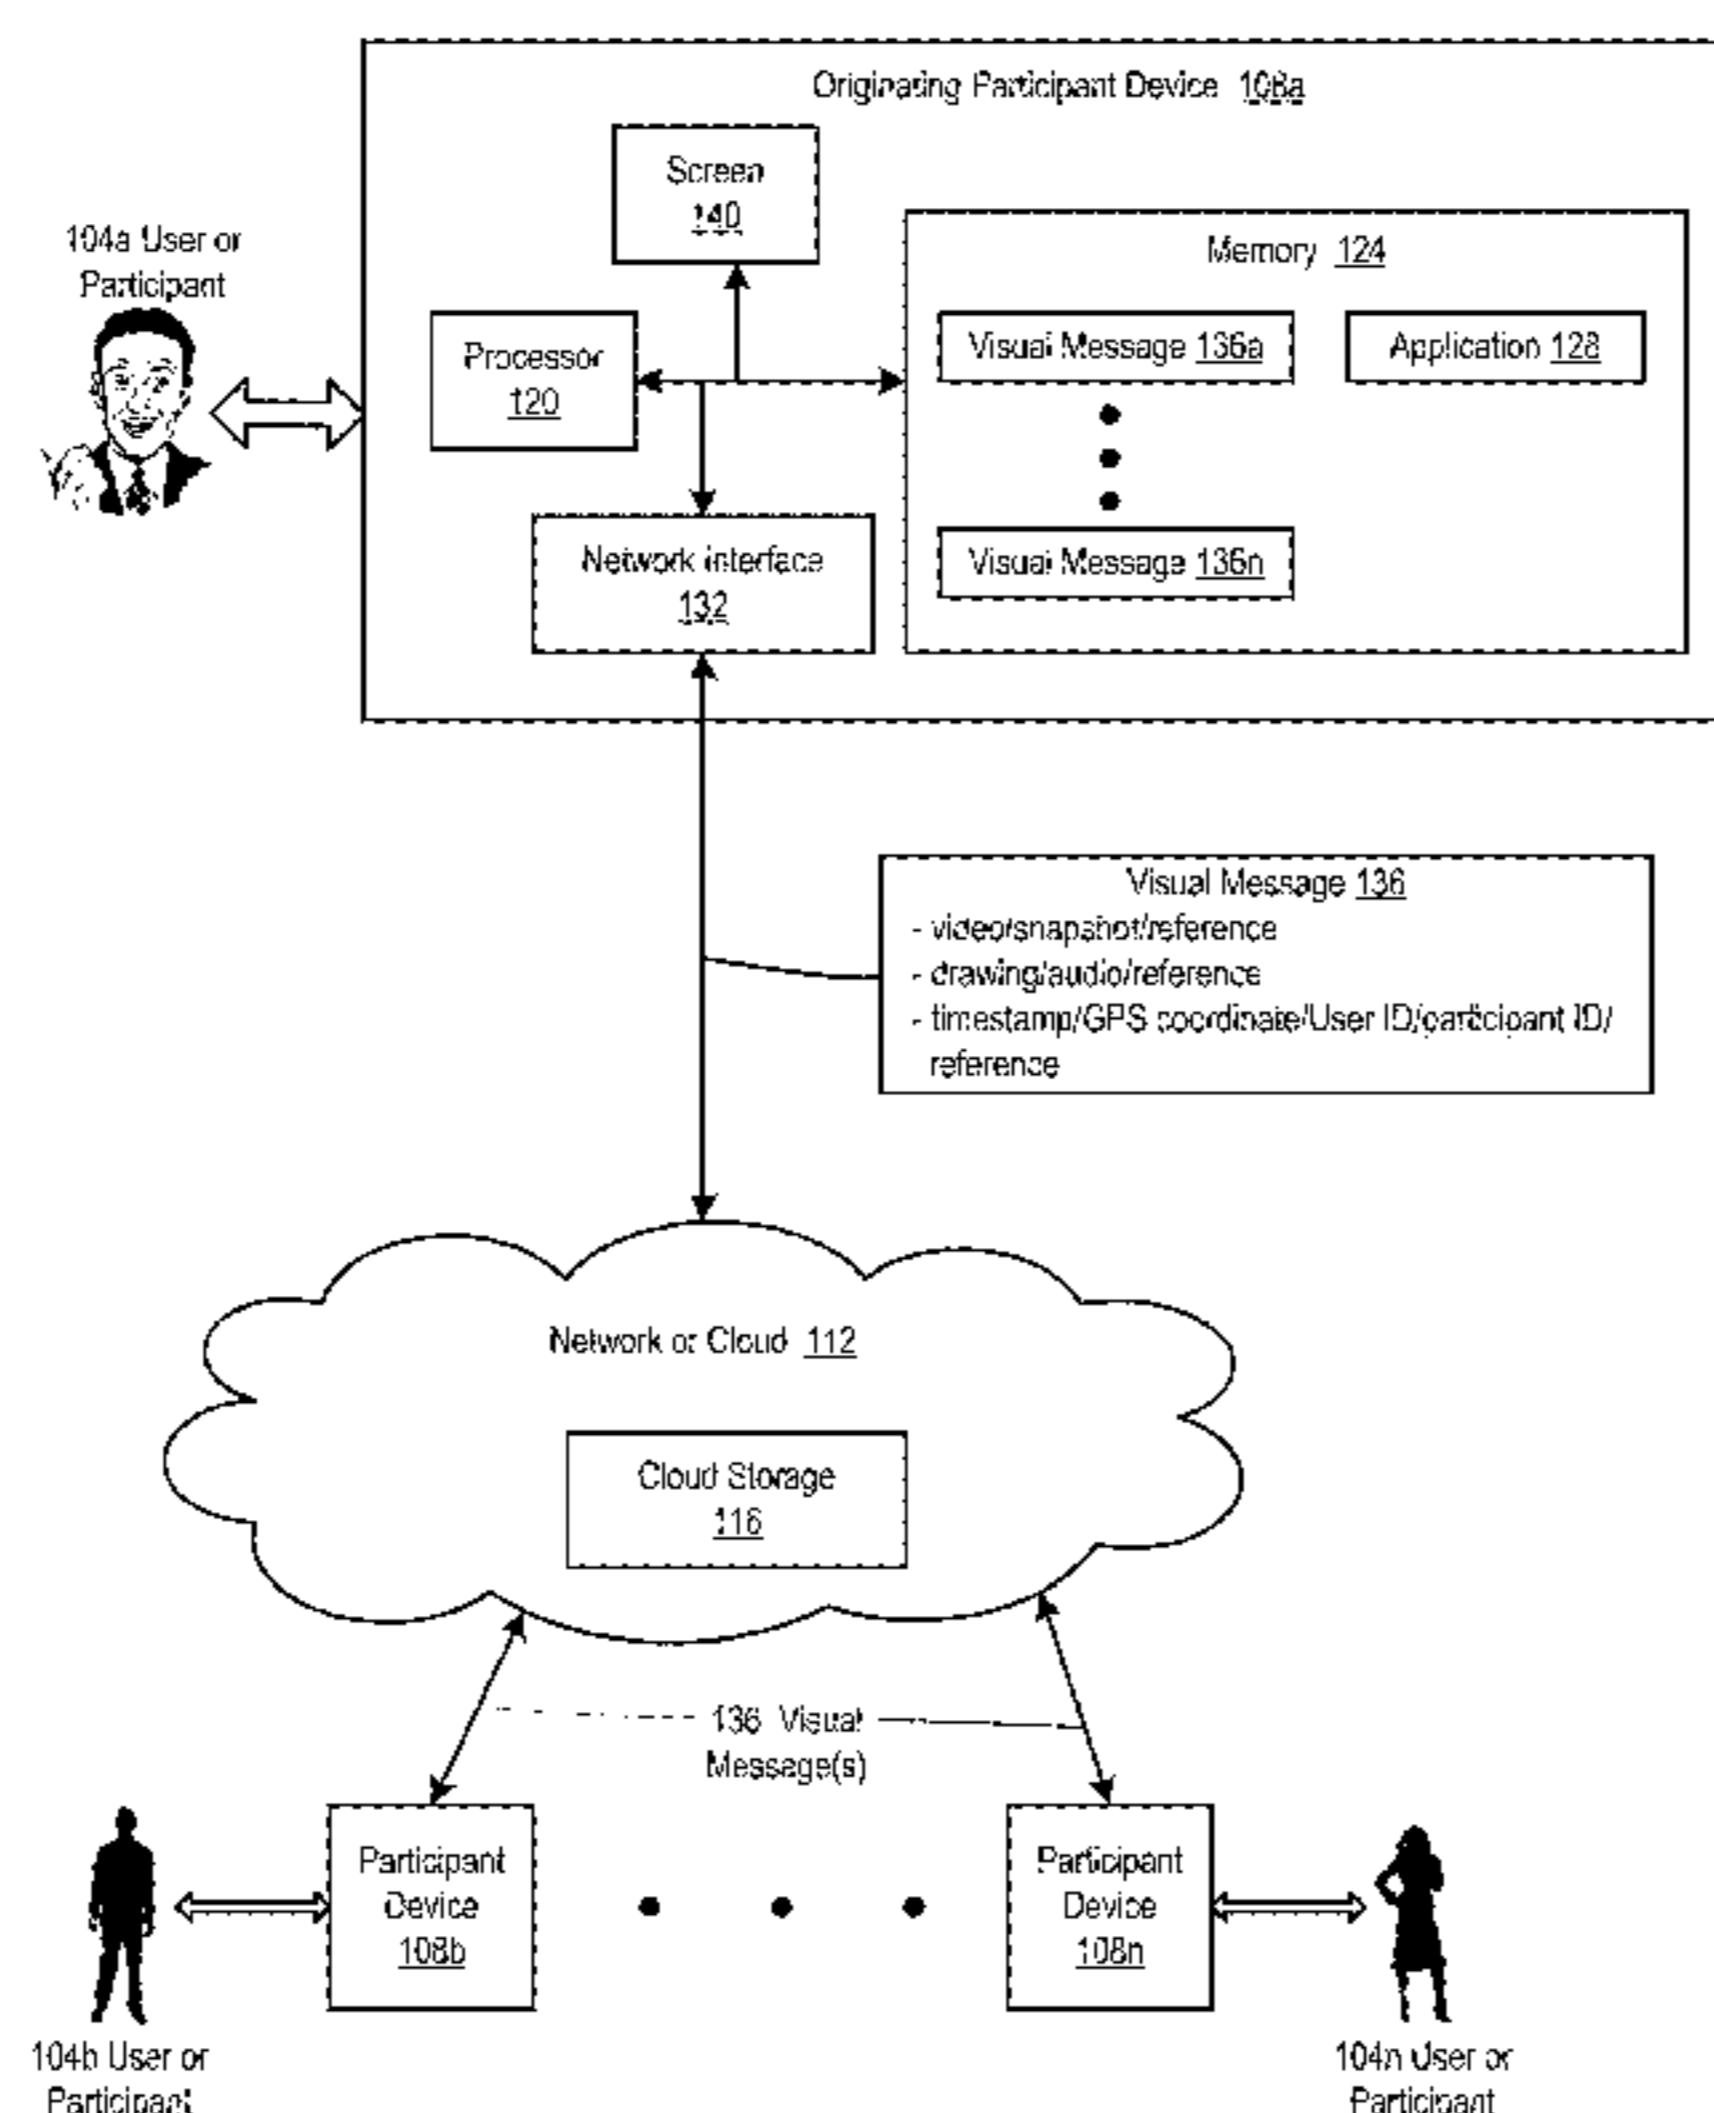 Originating Participant Device 108a
Screen
140
104a User or
Participant
Memory 124
Processor
120
Visual Message 136a
Application 128
Network interface
132
Visual Message 136n
Visual Message 136
- video/snapshot/reference
- drawing/audio/reference
- timestamp/GPS coordinate/User ID/participant ID/
reference
Network or Cloud 112
Cloud Storage
116
136 Visual
Message(s)
Participant
Device
108b
Participant
Device
108n
104b User or
Participant
104n User or
Participant